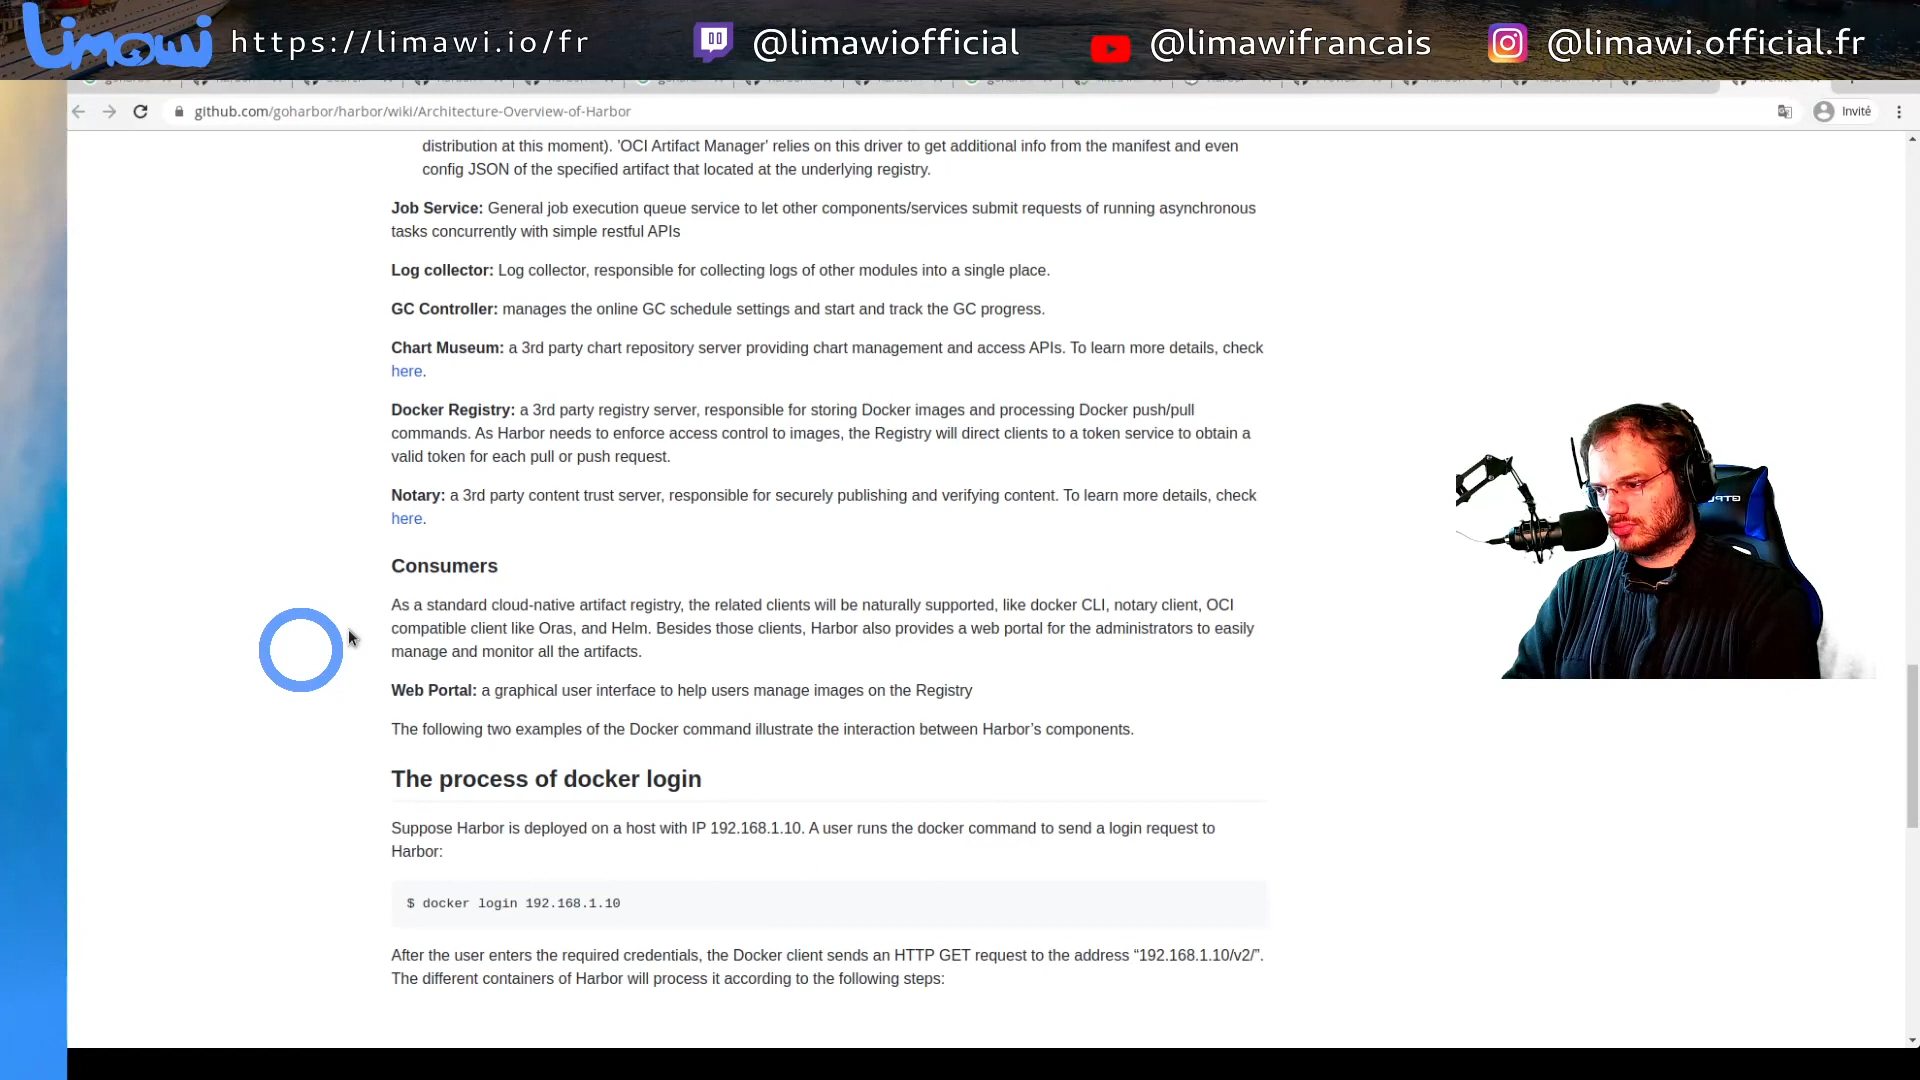 Limawi
https://limawi.io/fr
@limawiofficial
@limawifrancais
@limawi.official.fr
github.com/goharbor/harbor/wiki/Architecture-Overview-of-Harbor
Invité
distribution at this moment). 'OCI Artifact Manager' relies on this driver to get additional info from the manifest and even
config JSON of the specified artifact that located at the underlying registry.
Job Service: General job execution queue service to let other components/services submit requests of running asynchronous
tasks concurrently with simple restful APIs
Log collector: Log collector, responsible for collecting logs of other modules into a single place.
GC Controller: manages the online GC schedule settings and start and track the GC progress.
Chart Museum: a 3rd party chart repository server providing chart management and access APIs. To learn more details, check
here.
Docker Registry: a 3rd party registry server, responsible for storing Docker images and processing Docker push/pull
commands. As Harbor needs to enforce access control to images, the Registry will direct clients to a token service to obtain a
valid token for each pull or push request.
Notary: a 3rd party content trust server, responsible for securely publishing and verifying content. To learn more details, check
here.
Consumers
As a standard cloud-native artifact registry, the related clients will be naturally supported, like docker CLI, notary client, OCI
compatible client like Oras, and Helm. Besides those clients, Harbor also provides a web portal for the administrators to easily
manage and monitor all the artifacts.
Web Portal: a graphical user interface to help users manage images on the Registry
The following two examples of the Docker command illustrate the interaction between Harbor’s components.
The process of docker login
Suppose Harbor is deployed on a host with IP 192.168.1.10. A user runs the docker command to send a login request to
Harbor:
$ docker login 192.168.1.10
After the user enters the required credentials, the Docker client sends an HTTP GET request to the address “192.168.1.10/v2/”.
The different containers of Harbor will process it according to the following steps: